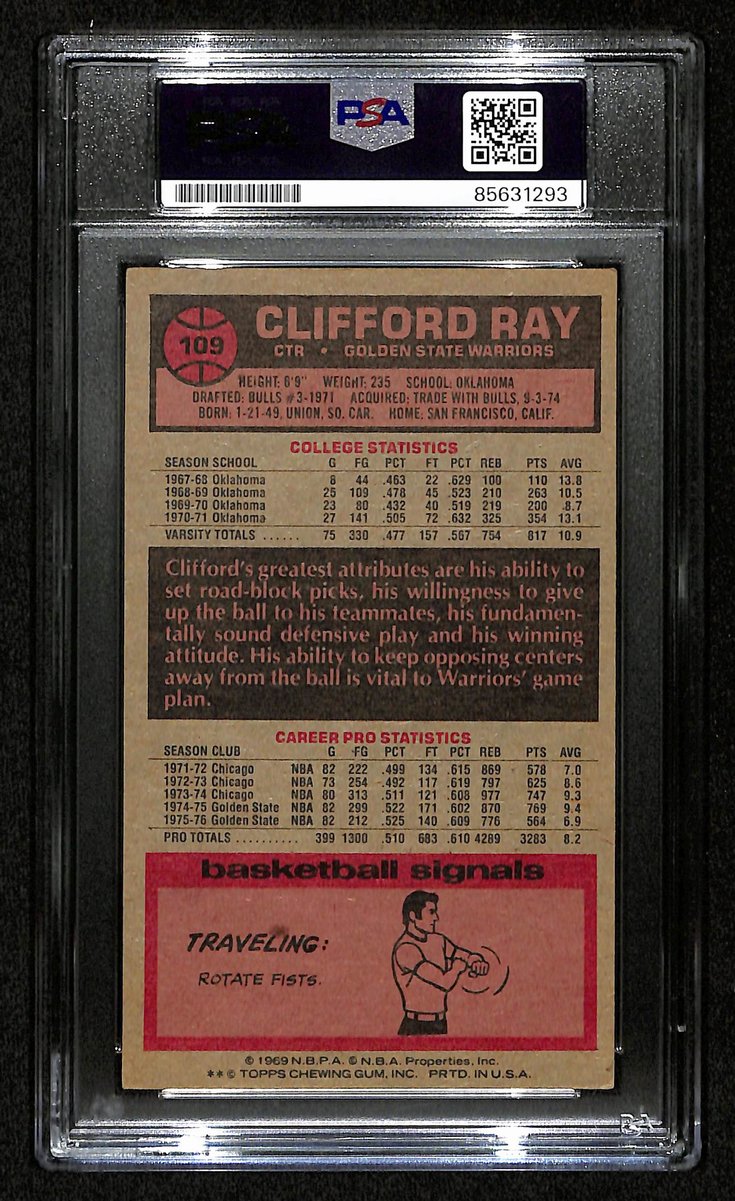 PSA
85631293
109
CLIFFORD RAY
CTR • GOLDEN STATE WARRIORS
HEIGHT: 6'9" WEIGHT: 235 SCHOOL: OKLAHOMA
DRAFTED: BULLS #3-1971 ACQUIRED: TRADE WITH BULLS, 9-3-74
BORN: 1-21-49, UNION, SO. CAR. HOME: SAN FRANCISCO, CALIF.
COLLEGE STATISTICS
SEASON SCHOOL G FG PCT FT PCT REB PTS AVG
1967-68 Oklahoma 8 44 .463 22 .629 100 110 13.8
1968-69 Oklahoma 25 109 .478 45 .523 210 263 10.5
1969-70 Oklahoma 23 80 .432 40 .519 219 200 .8.7
1970-71 Oklahoma 27 141 .505 72 .632 325 354 13.1
VARSITY TOTALS ...... 75 330 .477 157 .567 754 817 10.9
Clifford's greatest attributes are his ability to
set road-block picks, his willingness to give
up the ball to his teammates, his fundamen-
tally sound defensive play and his winning
attitude. His ability to keep opposing centers
away from the ball is vital to Warriors' game
plan.
CAREER PRO STATISTICS
SEASON CLUB G FG PCT FT PCT REB PTS AVG
1971-72 Chicago NBA 82 222 .499 134 .615 869 578 7.0
1972-73 Chicago NBA 73 254 .492 117 .619 797 625 8.6
1973-74 Chicago NBA 80 313 .511 121 .608 977 747 9.3
1974-75 Golden State NBA 82 299 .522 171 .602 870 769 9.4
1975-76 Golden State NBA 82 212 .525 140 .609 776 564 6.9
PRO TOTALS .......... 399 1300 .510 683 .610 4289 3283 8.2
basketball signals
TRAVELING:
ROTATE FISTS.
© 1969 N.B.P.A. © N.B.A. Properties, Inc.
** © TOPPS CHEWING GUM, INC. PRTD. IN U.S.A.
PSA